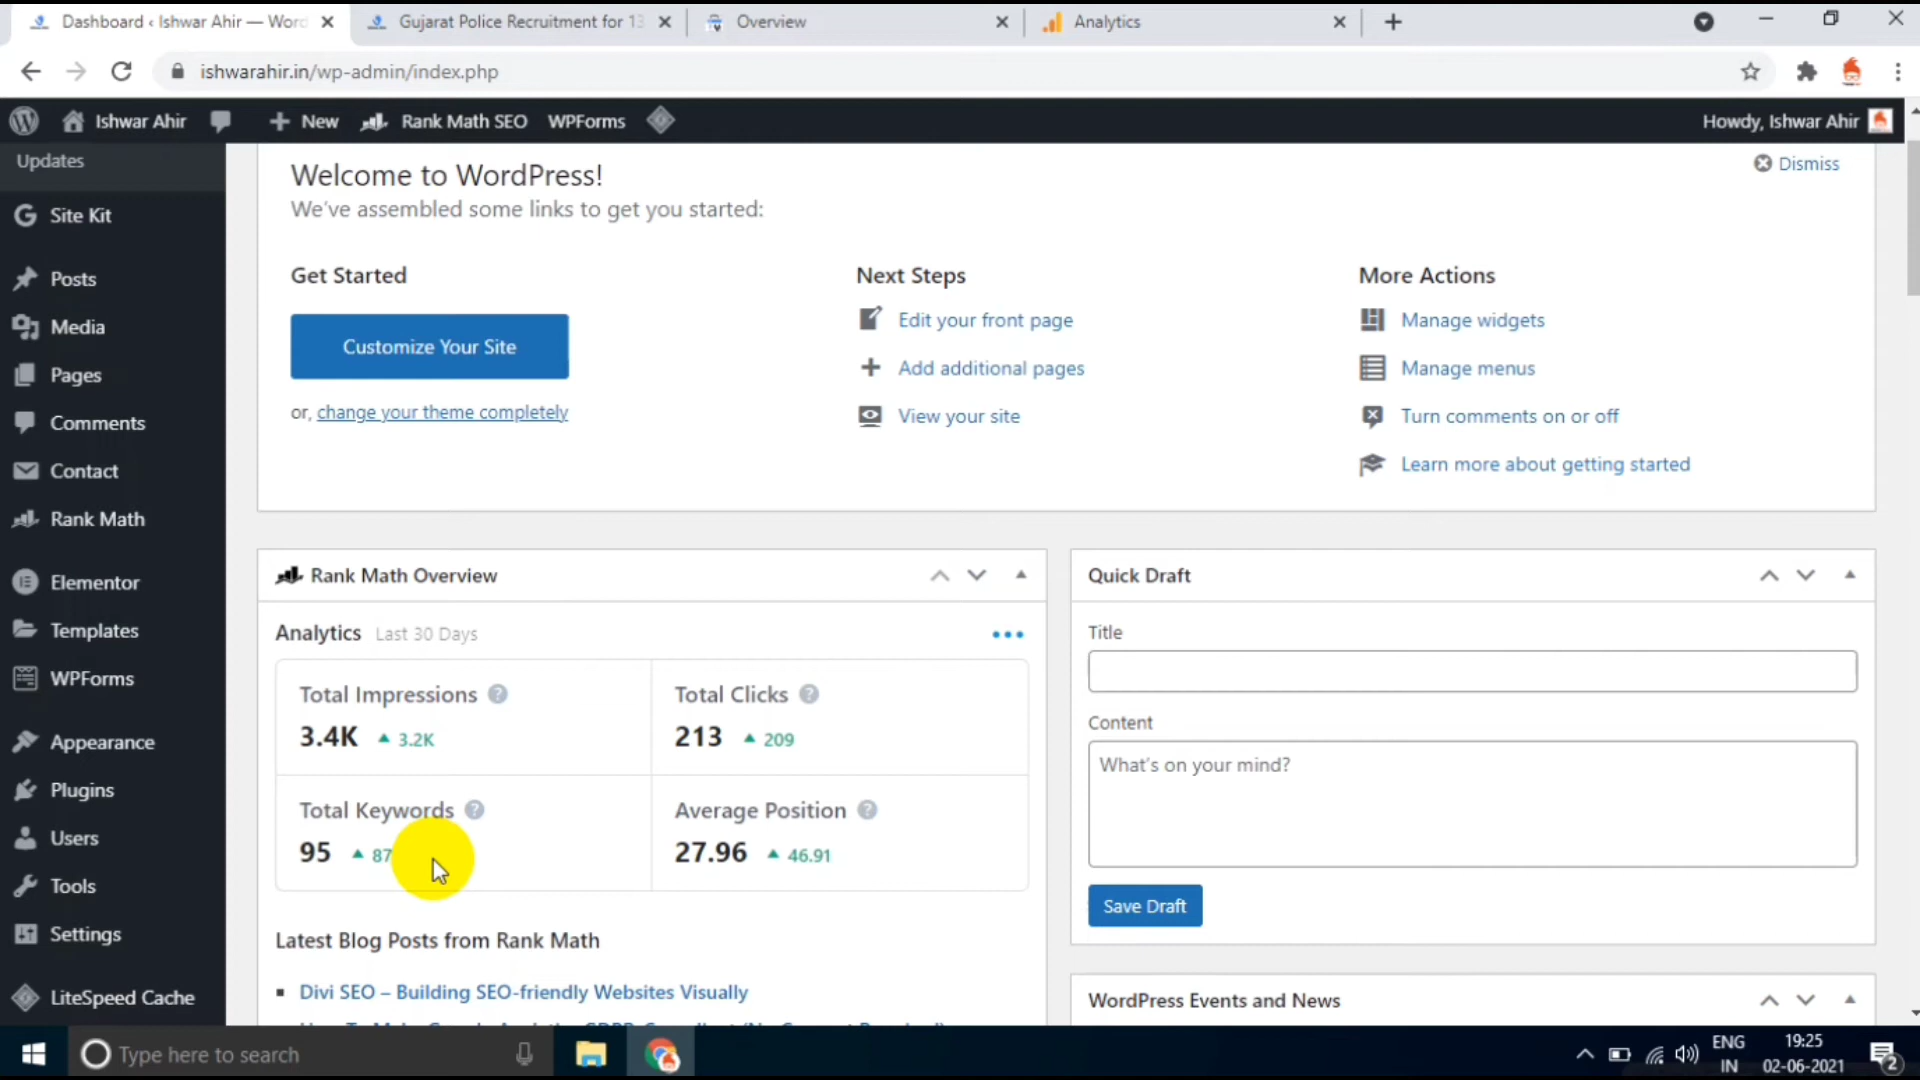 Dashboard ‹ Ishwar Ahir — Word
Gujarat Police Recruitment for 13
Overview
Analytics
ishwarahir.in/wp-admin/index.php
Ishwar Ahir
New
Rank Math SEO
WPForms
Howdy, Ishwar Ahir
Updates
Site Kit
Posts
Media
Pages
Comments
Contact
Rank Math
Elementor
Templates
WPForms
Appearance
Plugins
Users
Tools
Settings
LiteSpeed Cache
Welcome to WordPress!
Dismiss
We've assembled some links to get you started:
Get Started
Customize Your Site
or, change your theme completely
Next Steps
Edit your front page
Add additional pages
View your site
More Actions
Manage widgets
Manage menus
Turn comments on or off
Learn more about getting started
Rank Math Overview
Analytics Last 30 Days
Total Impressions
3.4K 3.2K
Total Clicks
213 209
Total Keywords
95 87
Average Position
27.96 46.91
Latest Blog Posts from Rank Math
Divi SEO – Building SEO-friendly Websites Visually
Quick Draft
Title
Content
What's on your mind?
Save Draft
WordPress Events and News
Type here to search
ENG
IN
19:25
02-06-2021
2